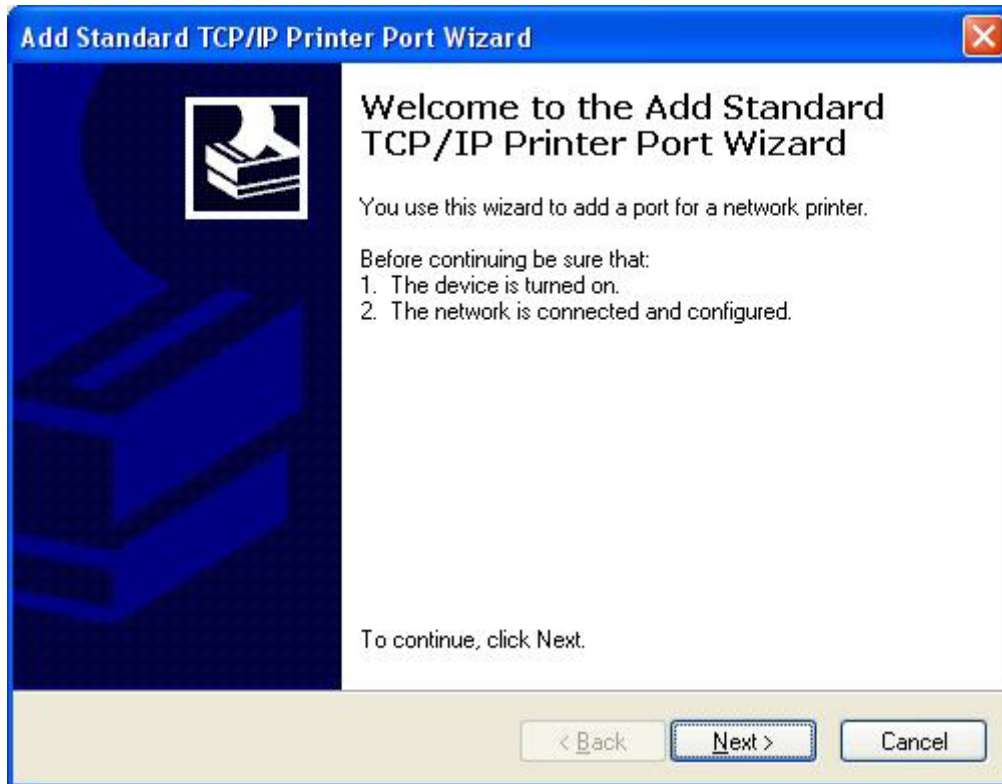 Add Standard TCP/IP Printer Port Wizard
Welcome to the Add Standard
TCP/IP Printer Port Wizard
You use this wizard to add a port for a network printer.
Before continuing be sure that:
1. The device is turned on.
2. The network is connected and configured.
To continue, click Next.
< Back
Next >
Cancel